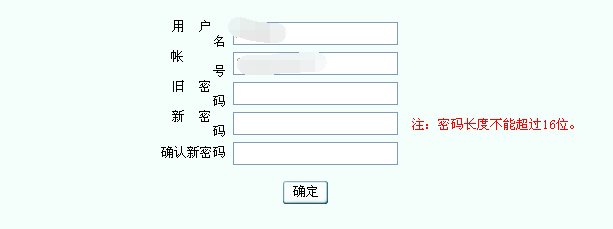 用 户
名
帐
号
旧 密
码
新 密
码
注：密码长度不能超过16位。
确认新密码
确定